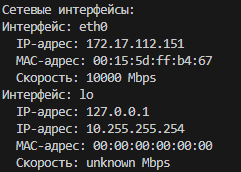 Сетевые интерфейсы:
Интерфейс: eth0
  IP-адрес: 172.17.112.151
  MAC-адрес: 00:15:5d:ff:b4:67
  Скорость: 10000 Mbps
Интерфейс: lo
  IP-адрес: 127.0.0.1
  IP-адрес: 10.255.255.254
  MAC-адрес: 00:00:00:00:00:00
  Скорость: unknown Mbps